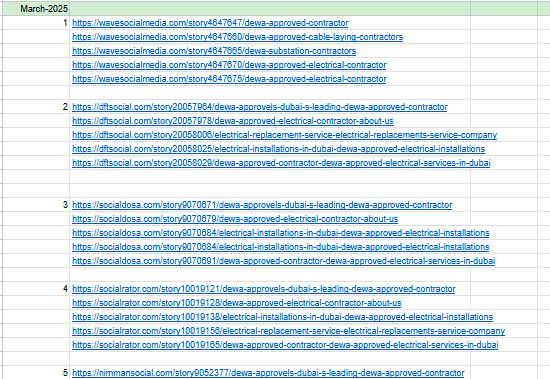 March-2025
1 https://wavesocialmedia.com/story4647647/dewa-approved-contractor
https://wavesocialmedia.com/story4647660/dewa-approved-cable-laying-contractors
https://wavesocialmedia.com/story4647665/dewa-substation-contractors
https://wavesocialmedia.com/story4647670/dewa-approved-electrical-contractor
https://wavesocialmedia.com/story4647675/dewa-approved-electrical-contractor
2 https://dftsocial.com/story20057964/dewa-approvels-dubai-s-leading-dewa-approved-contractor
https://dftsocial.com/story20057978/dewa-approved-electrical-contractor-about-us
https://dftsocial.com/story20058006/electrical-replacement-service-electrical-replacements-service-company
https://dftsocial.com/story20058025/electrical-installations-in-dubai-dewa-approved-electrical-installations
https://dftsocial.com/story20058029/dewa-approved-contractor-dewa-approved-electrical-services-in-dubai
3 https://socialdosa.com/story9070671/dewa-approvels-dubai-s-leading-dewa-approved-contractor
https://socialdosa.com/story9070679/dewa-approved-electrical-contractor-about-us
https://socialdosa.com/story9070684/electrical-installations-in-dubai-dewa-approved-electrical-installations
https://socialdosa.com/story9070684/electrical-installations-in-dubai-dewa-approved-electrical-installations
https://socialdosa.com/story9070691/dewa-approved-contractor-dewa-approved-electrical-services-in-dubai
4 https://socialrator.com/story10019121/dewa-approvels-dubai-s-leading-dewa-approved-contractor
https://socialrator.com/story10019128/dewa-approved-electrical-contractor-about-us
https://socialrator.com/story10019138/electrical-installations-in-dubai-dewa-approved-electrical-installations
https://socialrator.com/story10019156/electrical-replacement-service-electrical-replacements-service-company
https://socialrator.com/story10019165/dewa-approved-contractor-dewa-approved-electrical-services-in-dubai
5 https://nimmansocial.com/story9052377/dewa-approvels-dubai-s-leading-dewa-approved-contractor